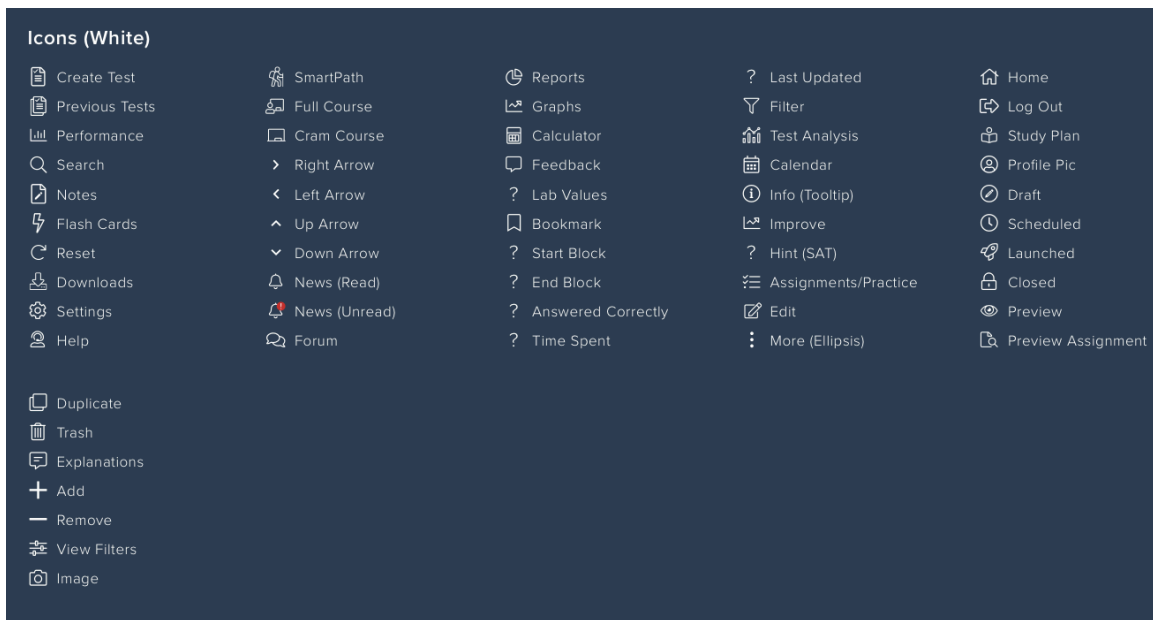 Icons (White)
Create Test
Previous Tests
Performance
Search
Notes
Flash Cards
Reset
Downloads
Settings
Help
SmartPath
Full Course
Cram Course
Right Arrow
Left Arrow
Up Arrow
Down Arrow
News (Read)
News (Unread)
Forum
Reports
Graphs
Calculator
Feedback
? Lab Values
Bookmark
? Start Block
? End Block
? Answered Correctly
? Time Spent
? Last Updated
Filter
Test Analysis
Calendar
Info (Tooltip)
Improve
? Hint (SAT)
Assignments/Practice
Edit
More (Ellipsis)
Home
Log Out
Study Plan
Profile Pic
Draft
Scheduled
Launched
Closed
Preview
Preview Assignment
Duplicate
Trash
Explanations
Add
Remove
View Filters
Image